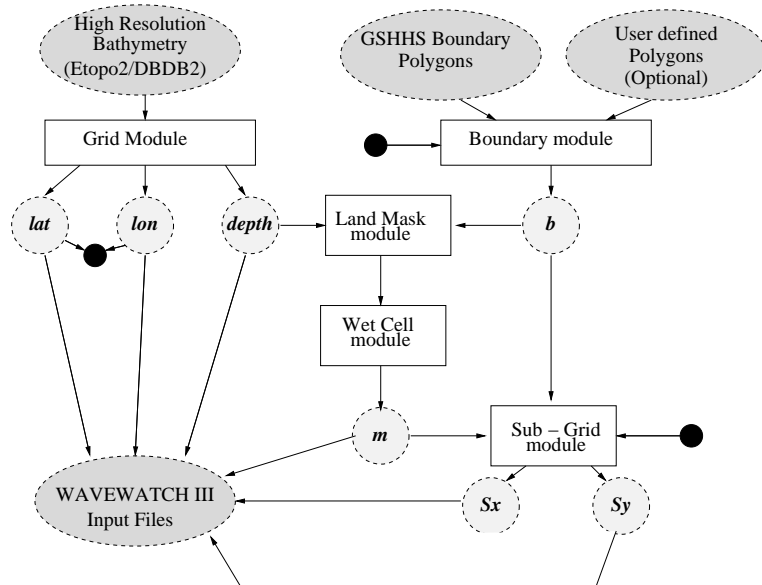 High Resolution
Bathymetry
(Etopo2/DBDB2)
GSHHS Boundary
Polygons
User defined
Polygons
(Optional)
Grid Module
Boundary module
lat
lon
depth
Land Mask
module
b
Wet Cell
module
m
Sub – Grid
module
WAVEWATCH III
Input Files
Sx
Sy